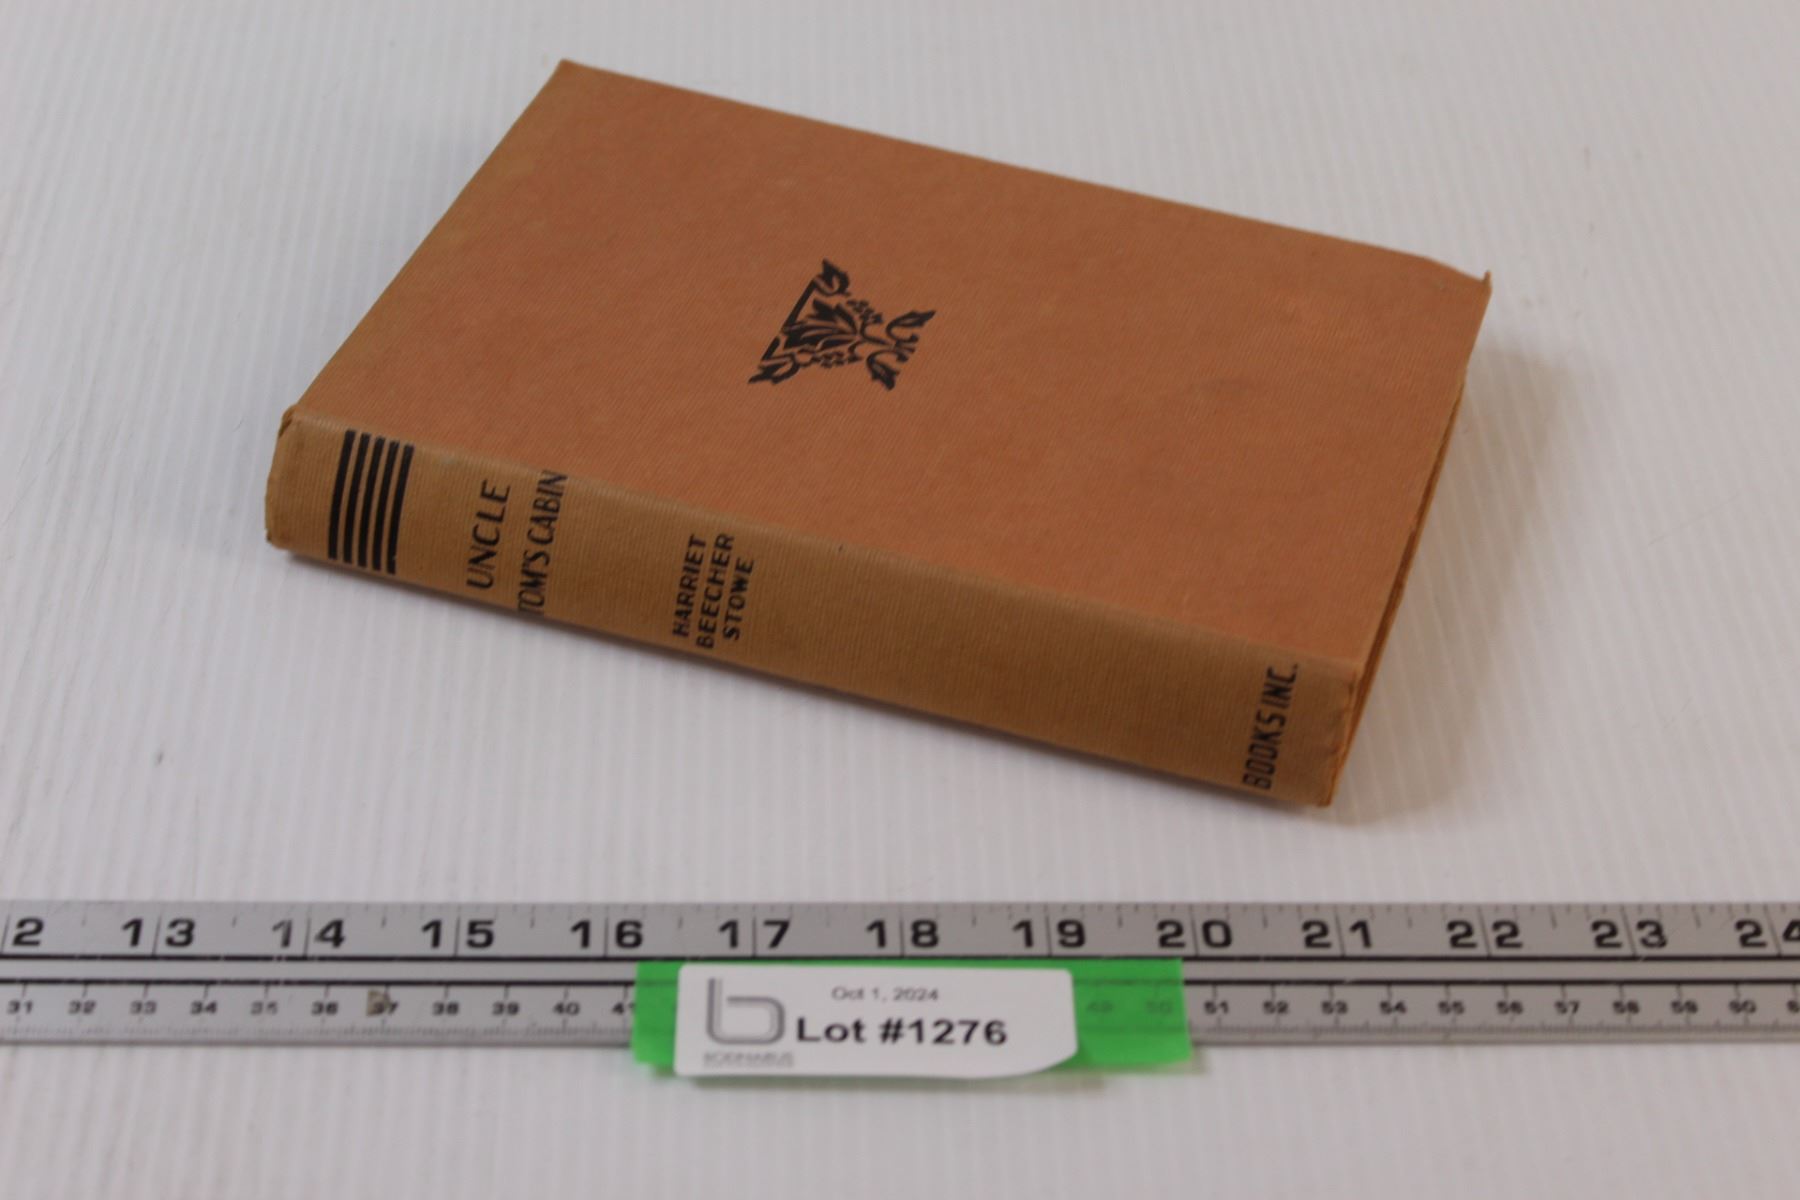 UNCLE
TOM'S CABIN
HARRIET
BEECHER
STOWE
BOOKS INC.
2 13 14 15 16 17 18 19 20 21 22 23 24
31 32 33 34 35 36 37 38 39 40 41 49 50 51 52 53 54 55 56 57 58 59 60
Oct 1, 2024
Lot #1276